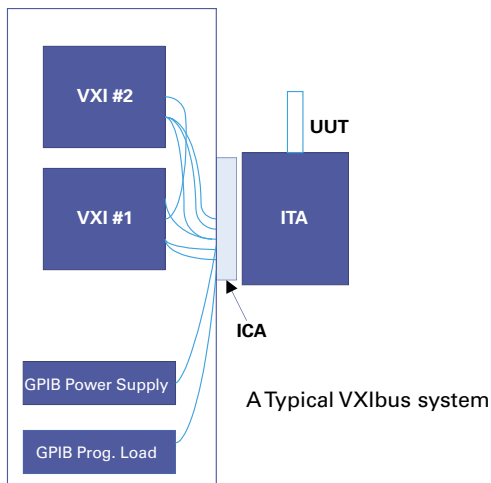 VXI #2
UUT
VXI #1
ITA
ICA
GPIB Power Supply
A Typical VXIbus system
GPIB Prog. Load